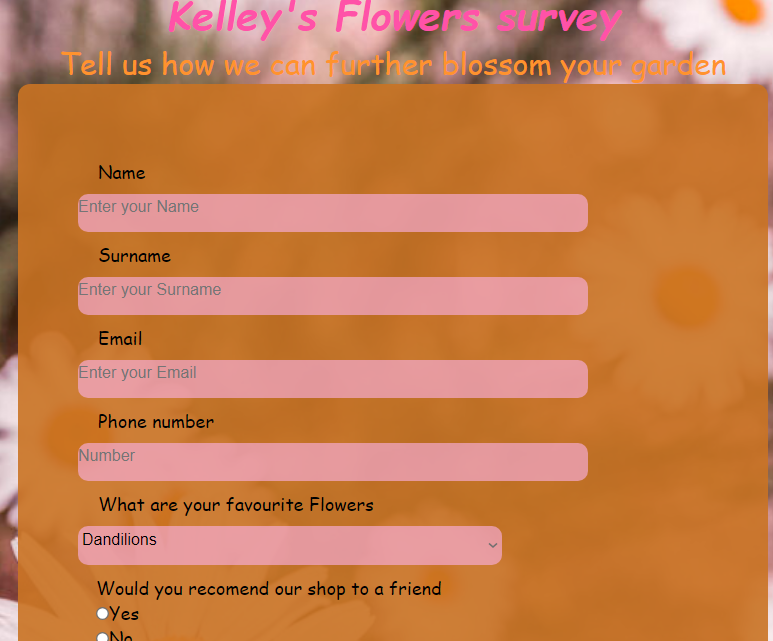 Kelley's Flowers survey
Tell us how we can further blossom your garden
Name
Enter your Name
Surname
Enter your Surname
Email
Enter your Email
Phone number
Number
What are your favourite Flowers
Dandilions
Would you recomend our shop to a friend
Yes
No